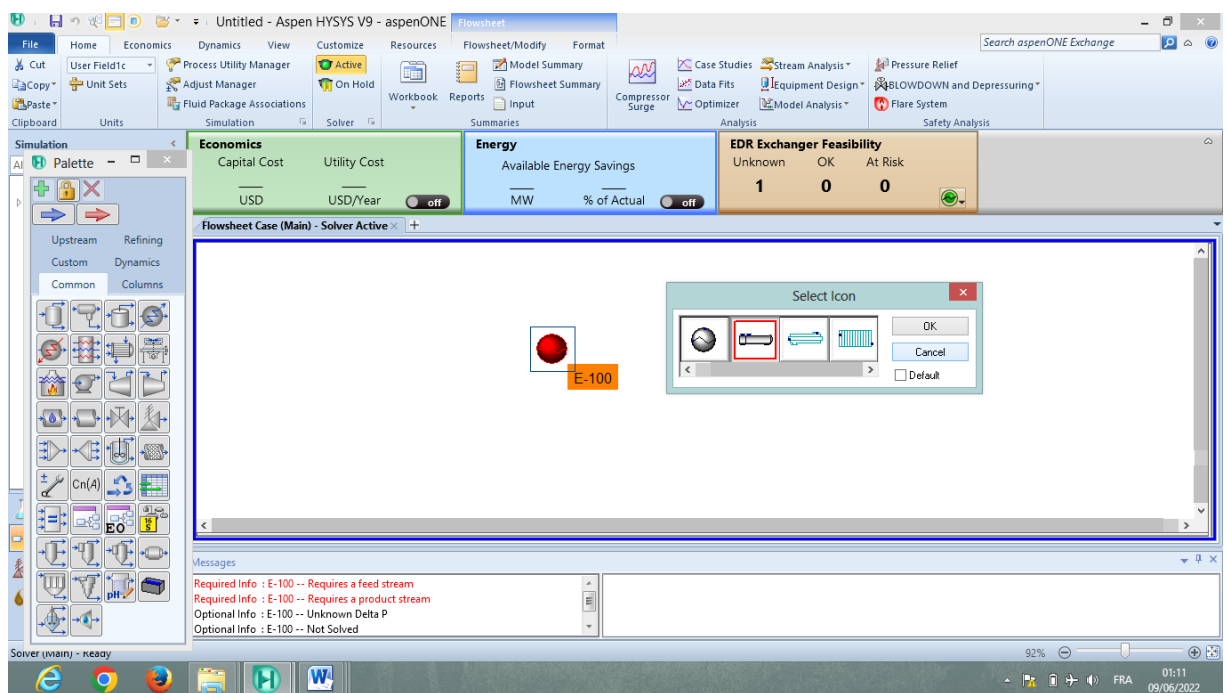 Untitled - Aspen HYSYS V9 - aspenONE
Flowsheet
File Home Economics Dynamics View Customize Resources Flowsheet/Modify Format
Search aspenONE Exchange
Cut
Copy
Paste
Clipboard
User Field1c
Unit Sets
Units
Process Utility Manager
Adjust Manager
Fluid Package Associations
Simulation
Active
On Hold
Solver
Workbook
Reports
Model Summary
Flowsheet Summary
Input
Summaries
Compressor
Surge
Case Studies
Data Fits
Optimizer
Stream Analysis
Equipment Design
Model Analysis
Analysis
Pressure Relief
BLOWDOWN and Depressuring
Flare System
Safety Analysis
Simulation
Economics
Capital Cost Utility Cost
USD USD/Year off
Energy
Available Energy Savings
MW % of Actual off
EDR Exchanger Feasibility
Unknown OK At Risk
1 0 0
Palette
Upstream Refining
Custom Dynamics
Common Columns
Cn(A)
EO
16
S
pH
Flowsheet Case (Main) - Solver Active
E-100
Select Icon
OK
Cancel
Default
Messages
Required Info : E-100 -- Requires a feed stream
Required Info : E-100 -- Requires a product stream
Optional Info : E-100 -- Unknown Delta P
Optional Info : E-100 -- Not Solved
Solver (Main) - Ready
92%
FRA
01:11
09/06/2022